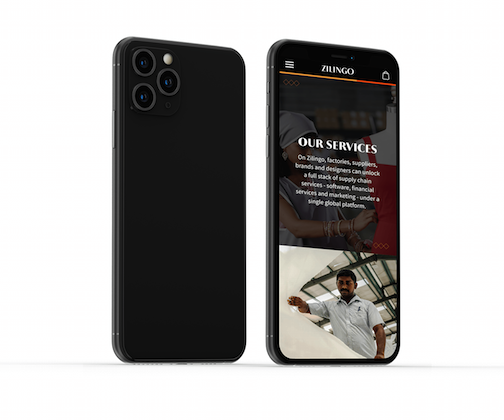 ZILINGO
OUR SERVICES
On Zilingo, factories, suppliers,
brands and designers can unlock
a full stack of supply chain
services - software, financial
services and marketing - under a
single global platform.